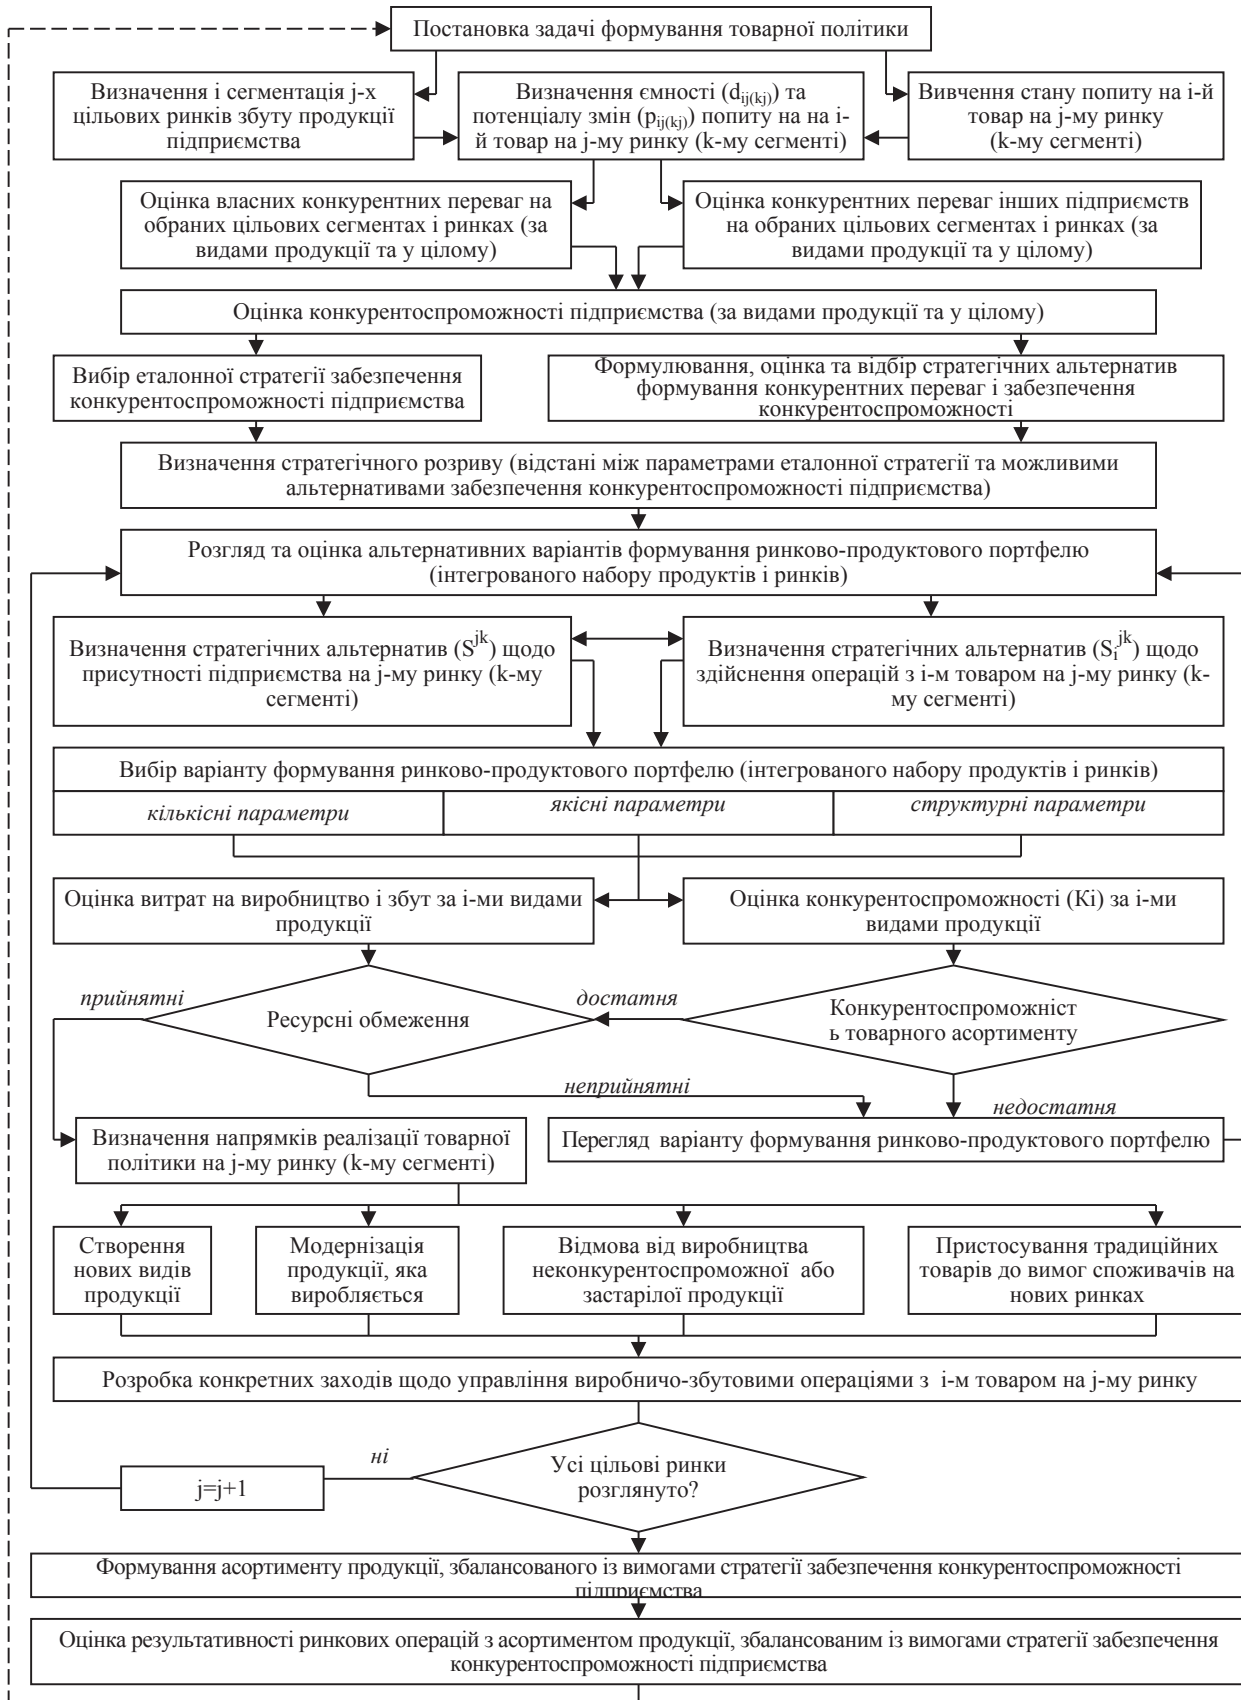 Постановка задачі формування товарної політики
Визначення і сегментація j-х
цільових ринків збуту продукції
підприємства
Визначення ємності (dij(kj)) та
потенціалу змін (pij(kj)) попиту на на і-
й товар на j-му ринку (k-му сегменті)
Вивчення стану попиту на і-й
товар на j-му ринку
(k-му сегменті)
Оцінка власних конкурентних переваг на
обраних цільових сегментах і ринках (за
видами продукції та у цілому)
Оцінка конкурентних переваг інших підприємств
на обраних цільових сегментах і ринках (за
видами продукції та у цілому)
Оцінка конкурентоспроможності підприємства (за видами продукції та у цілому)
Вибір еталонної стратегії забезпечення
конкурентоспроможності підприємства
Формулювання, оцінка та відбір стратегічних альтернатив
формування конкурентних переваг і забезпечення
конкурентоспроможності
Визначення стратегічного розриву (відстані між параметрами еталонної стратегії та можливими
альтернативами забезпечення конкурентоспроможності підприємства)
Розгляд та оцінка альтернативних варіантів формування ринково-продуктового портфелю
(інтегрованого набору продуктів і ринків)
Визначення стратегічних альтернатив (S^jk) щодо
присутності підприємства на j-му ринку (k-му
сегменті)
Визначення стратегічних альтернатив (S_i^jk) щодо
здійснення операцій з і-м товаром на j-му ринку (k-
му сегменті)
Вибір варіанту формування ринково-продуктового портфелю (інтегрованого набору продуктів і ринків)
кількісні параметри
якісні параметри
структурні параметри
Оцінка витрат на виробництво і збут за і-ми видами
продукції
Оцінка конкурентоспроможності (Кі) за і-ми
видами продукції
прийнятні
Ресурсні обмеження
достатня
Конкурентоспроможніст
ь товарного асортименту
неприйнятні
недостатня
Визначення напрямків реалізації товарної
політики на j-му ринку (k-му сегменті)
Перегляд варіанту формування ринково-продуктового портфелю
Створення
нових видів
продукції
Модернізація
продукції, яка
виробляється
Відмова від виробництва
неконкурентоспроможної або
застарілої продукції
Пристосування традиційних
товарів до вимог споживачів на
нових ринках
Розробка конкретних заходів щодо управління виробничо-збутовими операціями з і-м товаром на j-му ринку
ні
Усі цільові ринки
розглянуто?
j=j+1
Формування асортименту продукції, збалансованого із вимогами стратегії забезпечення конкурентоспроможності
підприємства
Оцінка результативності ринкових операцій з асортиментом продукції, збалансованим із вимогами стратегії забезпечення
конкурентоспроможності підприємства